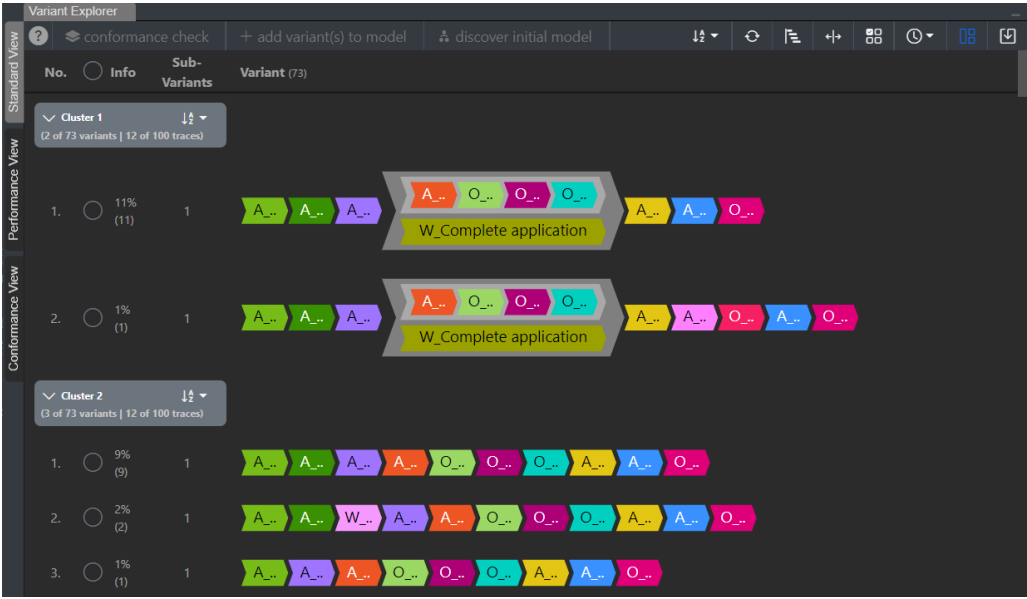 Variant Explorer
Standard View
Performance View
Conformance View
? conformance check + add variant(s) to model discover initial model
No. Info Sub-Variants Variant (73)
Cluster 1
(2 of 73 variants | 12 of 100 traces)
1. 11% (11) 1 A_.. A_.. A_.. A_.. O_.. O_.. O_.. W_Complete application A_.. A_.. O_..
2. 1% (1) 1 A_.. A_.. A_.. A_.. O_.. O_.. O_.. W_Complete application A_.. A_.. O_.. A_.. O_..
Cluster 2
(3 of 73 variants | 12 of 100 traces)
1. 9% (9) 1 A_.. A_.. A_.. A_.. O_.. O_.. O_.. A_.. A_.. O_..
2. 2% (2) 1 A_.. A_.. W_.. A_.. A_.. O_.. O_.. O_.. A_.. A_.. O_..
3. 1% (1) 1 A_.. A_.. A_.. O_.. O_.. O_.. A_.. A_.. O_..